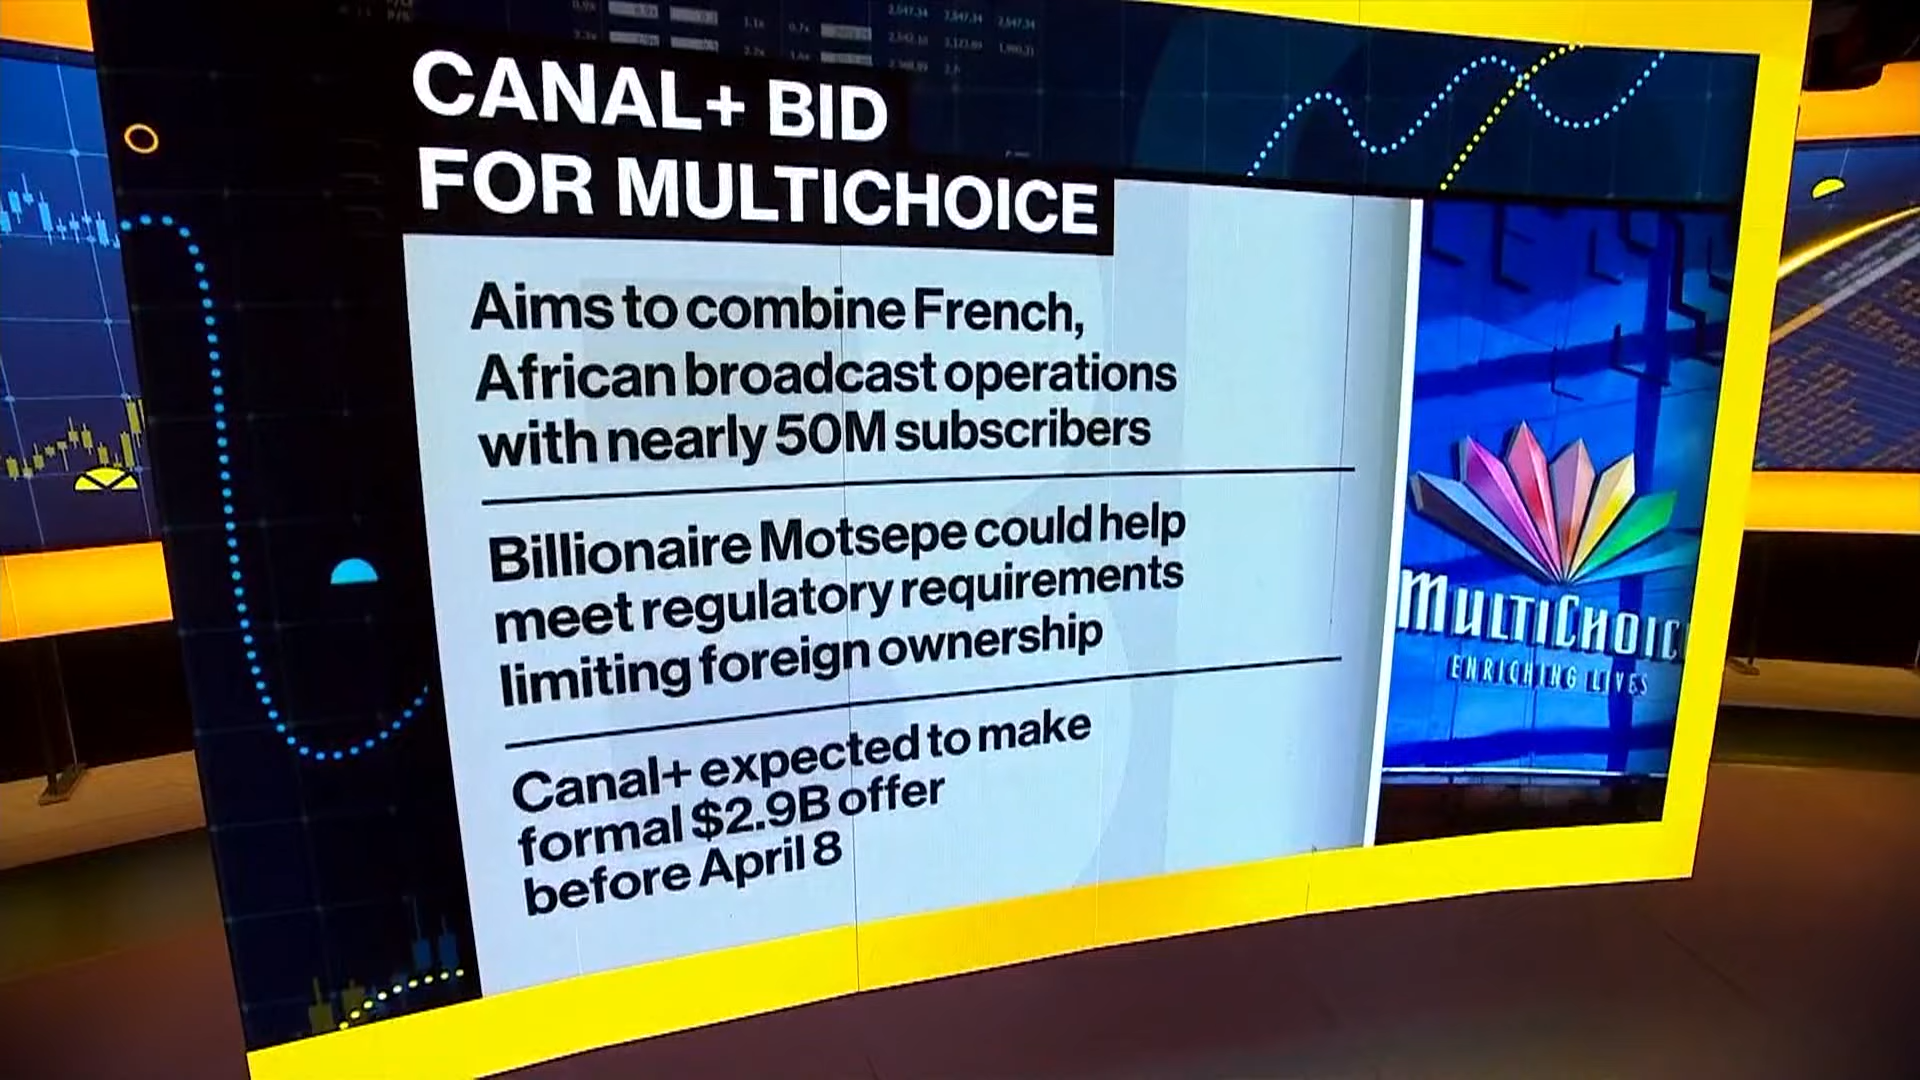 CANAL+ BID
FOR MULTICHOICE
Aims to combine French,
African broadcast operations
with nearly 50M subscribers
Billionaire Motsepe could help
meet regulatory requirements
limiting foreign ownership
Canal+ expected to make
formal $2.9B offer
before April 8
MULTICHOIC
ENRICHING LIVES